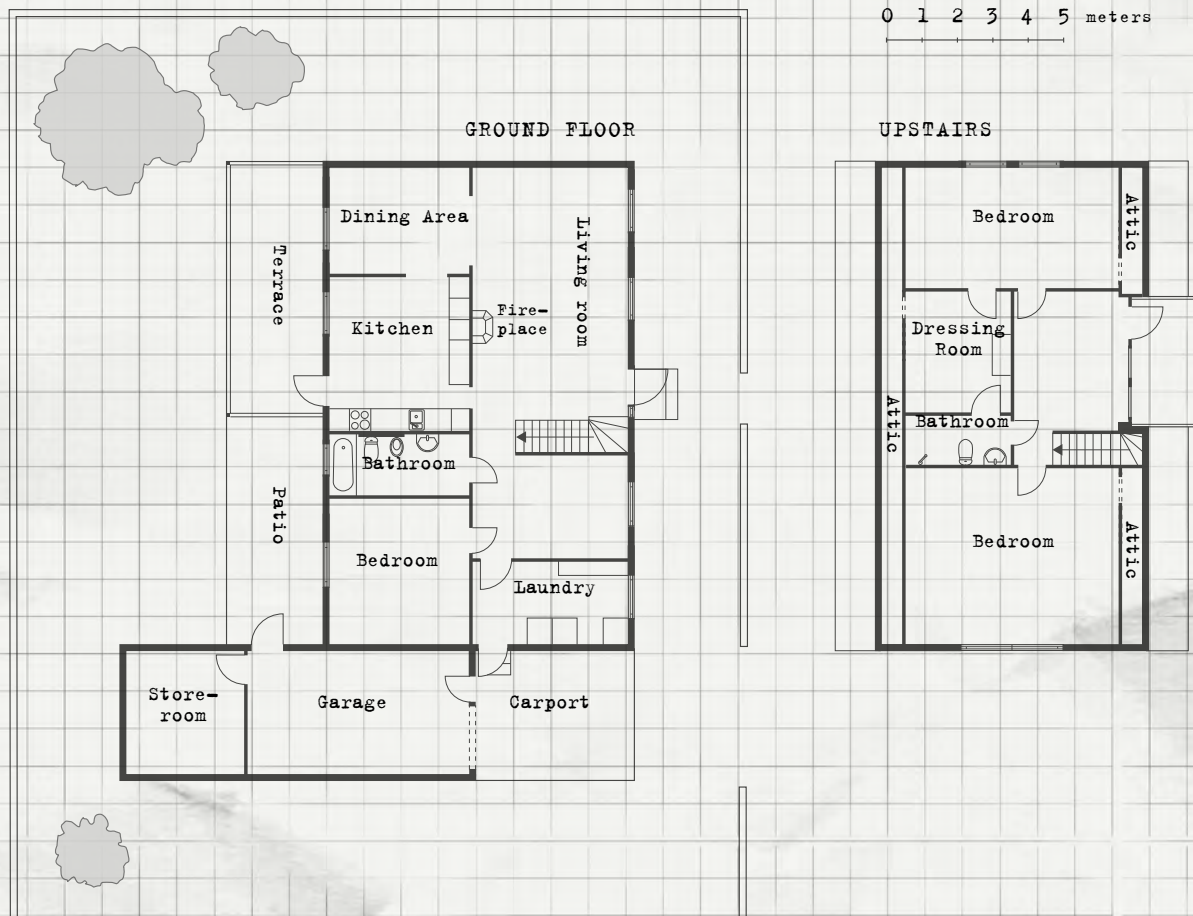 0 1 2 3 4 5 meters
GROUND FLOOR
UPSTAIRS
Dining Area
Living room
Terrace
Kitchen
Fire-
place
Bathroom
Patio
Bedroom
Laundry
Store-
room
Garage
Carport
Bedroom
Attic
Dressing
Room
Attic
Bathroom
Bedroom
Attic